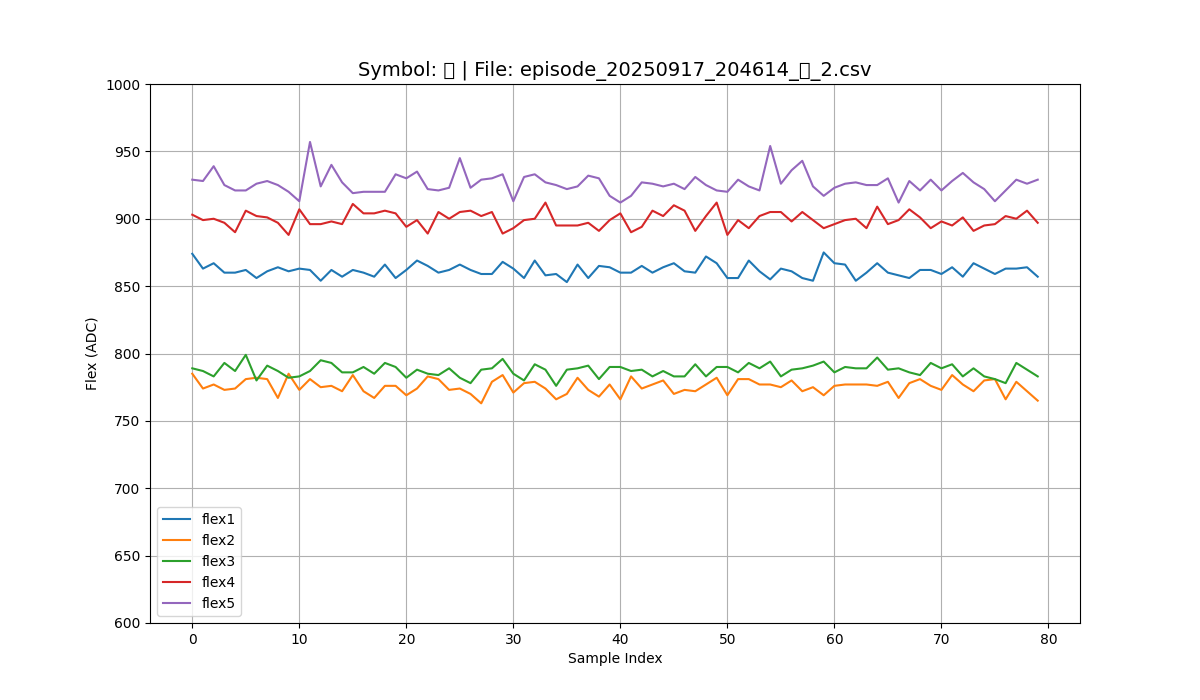 Symbol: | File: episode_20250917_204614_ _2.csv
1000
950
900
850
800
750
700
650
600
Flex (ADC)
flex1
flex2
flex3
flex4
flex5
0 10 20 30 40 50 60 70 80
Sample Index